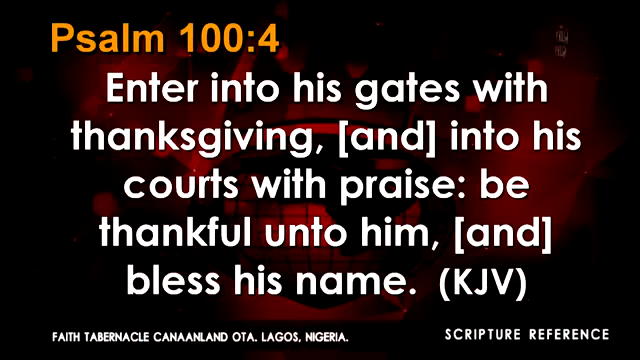 Psalm 100:4
Enter into his gates with
thanksgiving, [and] into his
courts with praise: be
thankful unto him, [and]
bless his name.  (KJV)
FAITH TABERNACLE CANAANLAND OTA. LAGOS, NIGERIA.
SCRIPTURE REFERENCE